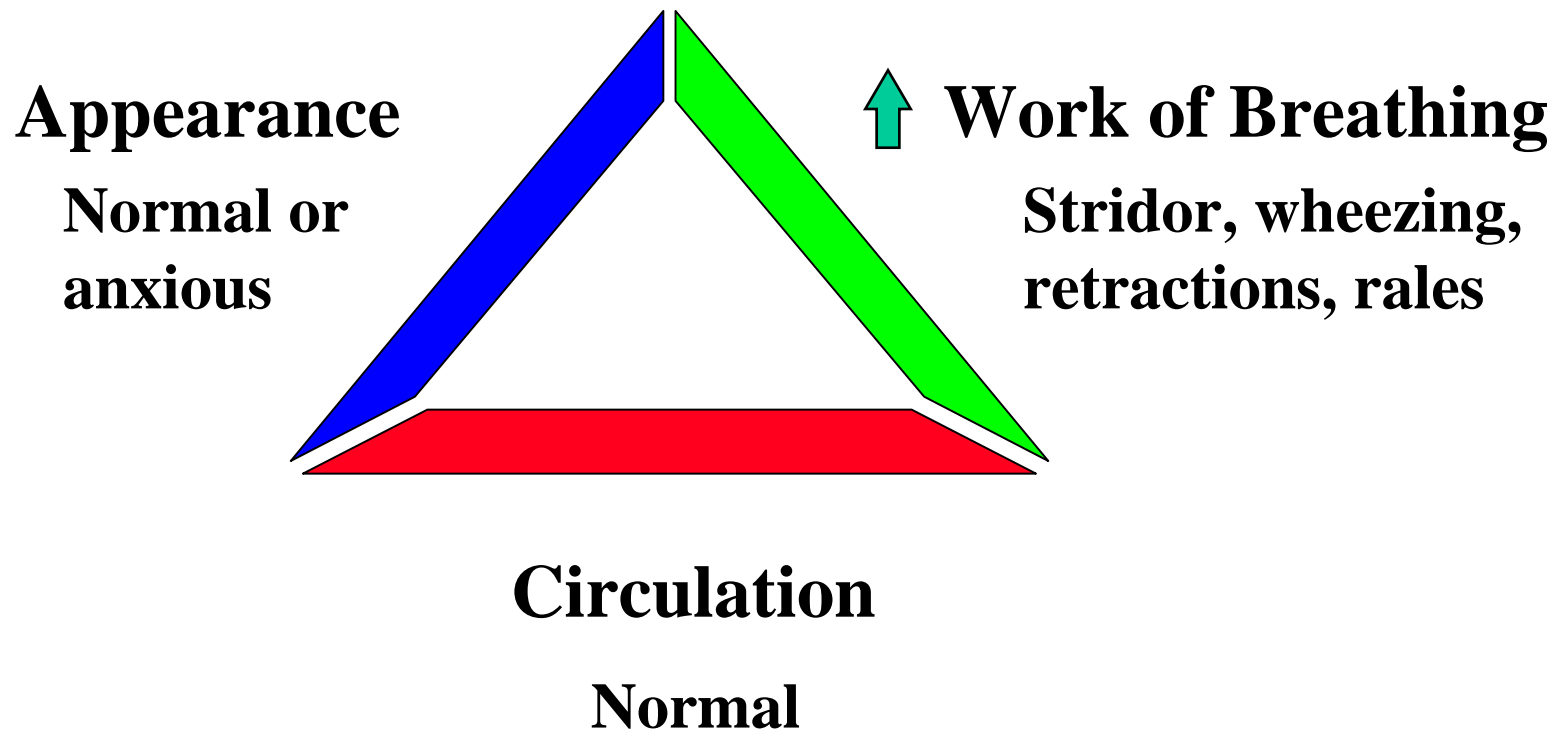 Appearance
Normal or
anxious
Work of Breathing
Stridor, wheezing,
retractions, rales
Circulation
Normal